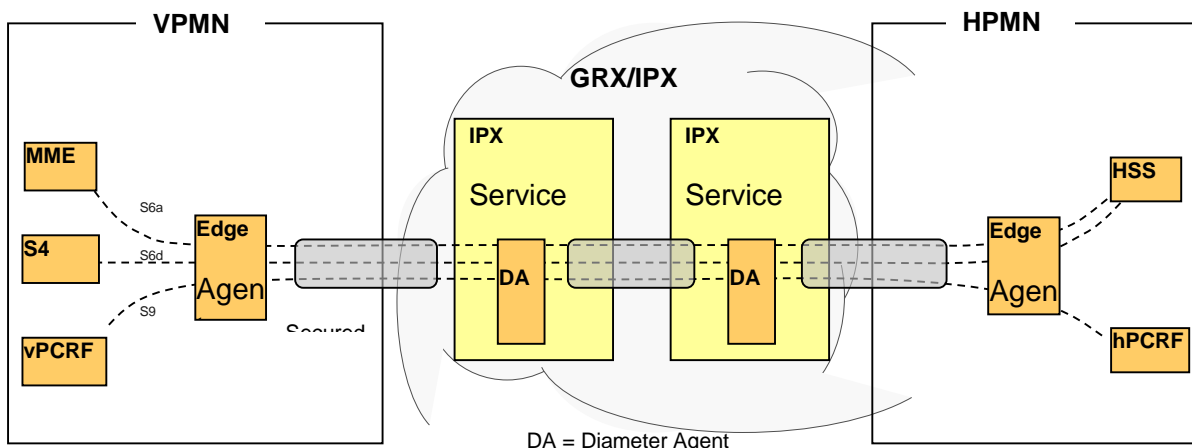 VPMN
HPMN
GRX/IPX
IPX
Service
IPX
Service
MME
S6a
S4
S6d
Edge
Agen
S9
vPCRF
DA
DA
Edge
Agen
HSS
hPCRF
Secured
DA = Diameter Agent